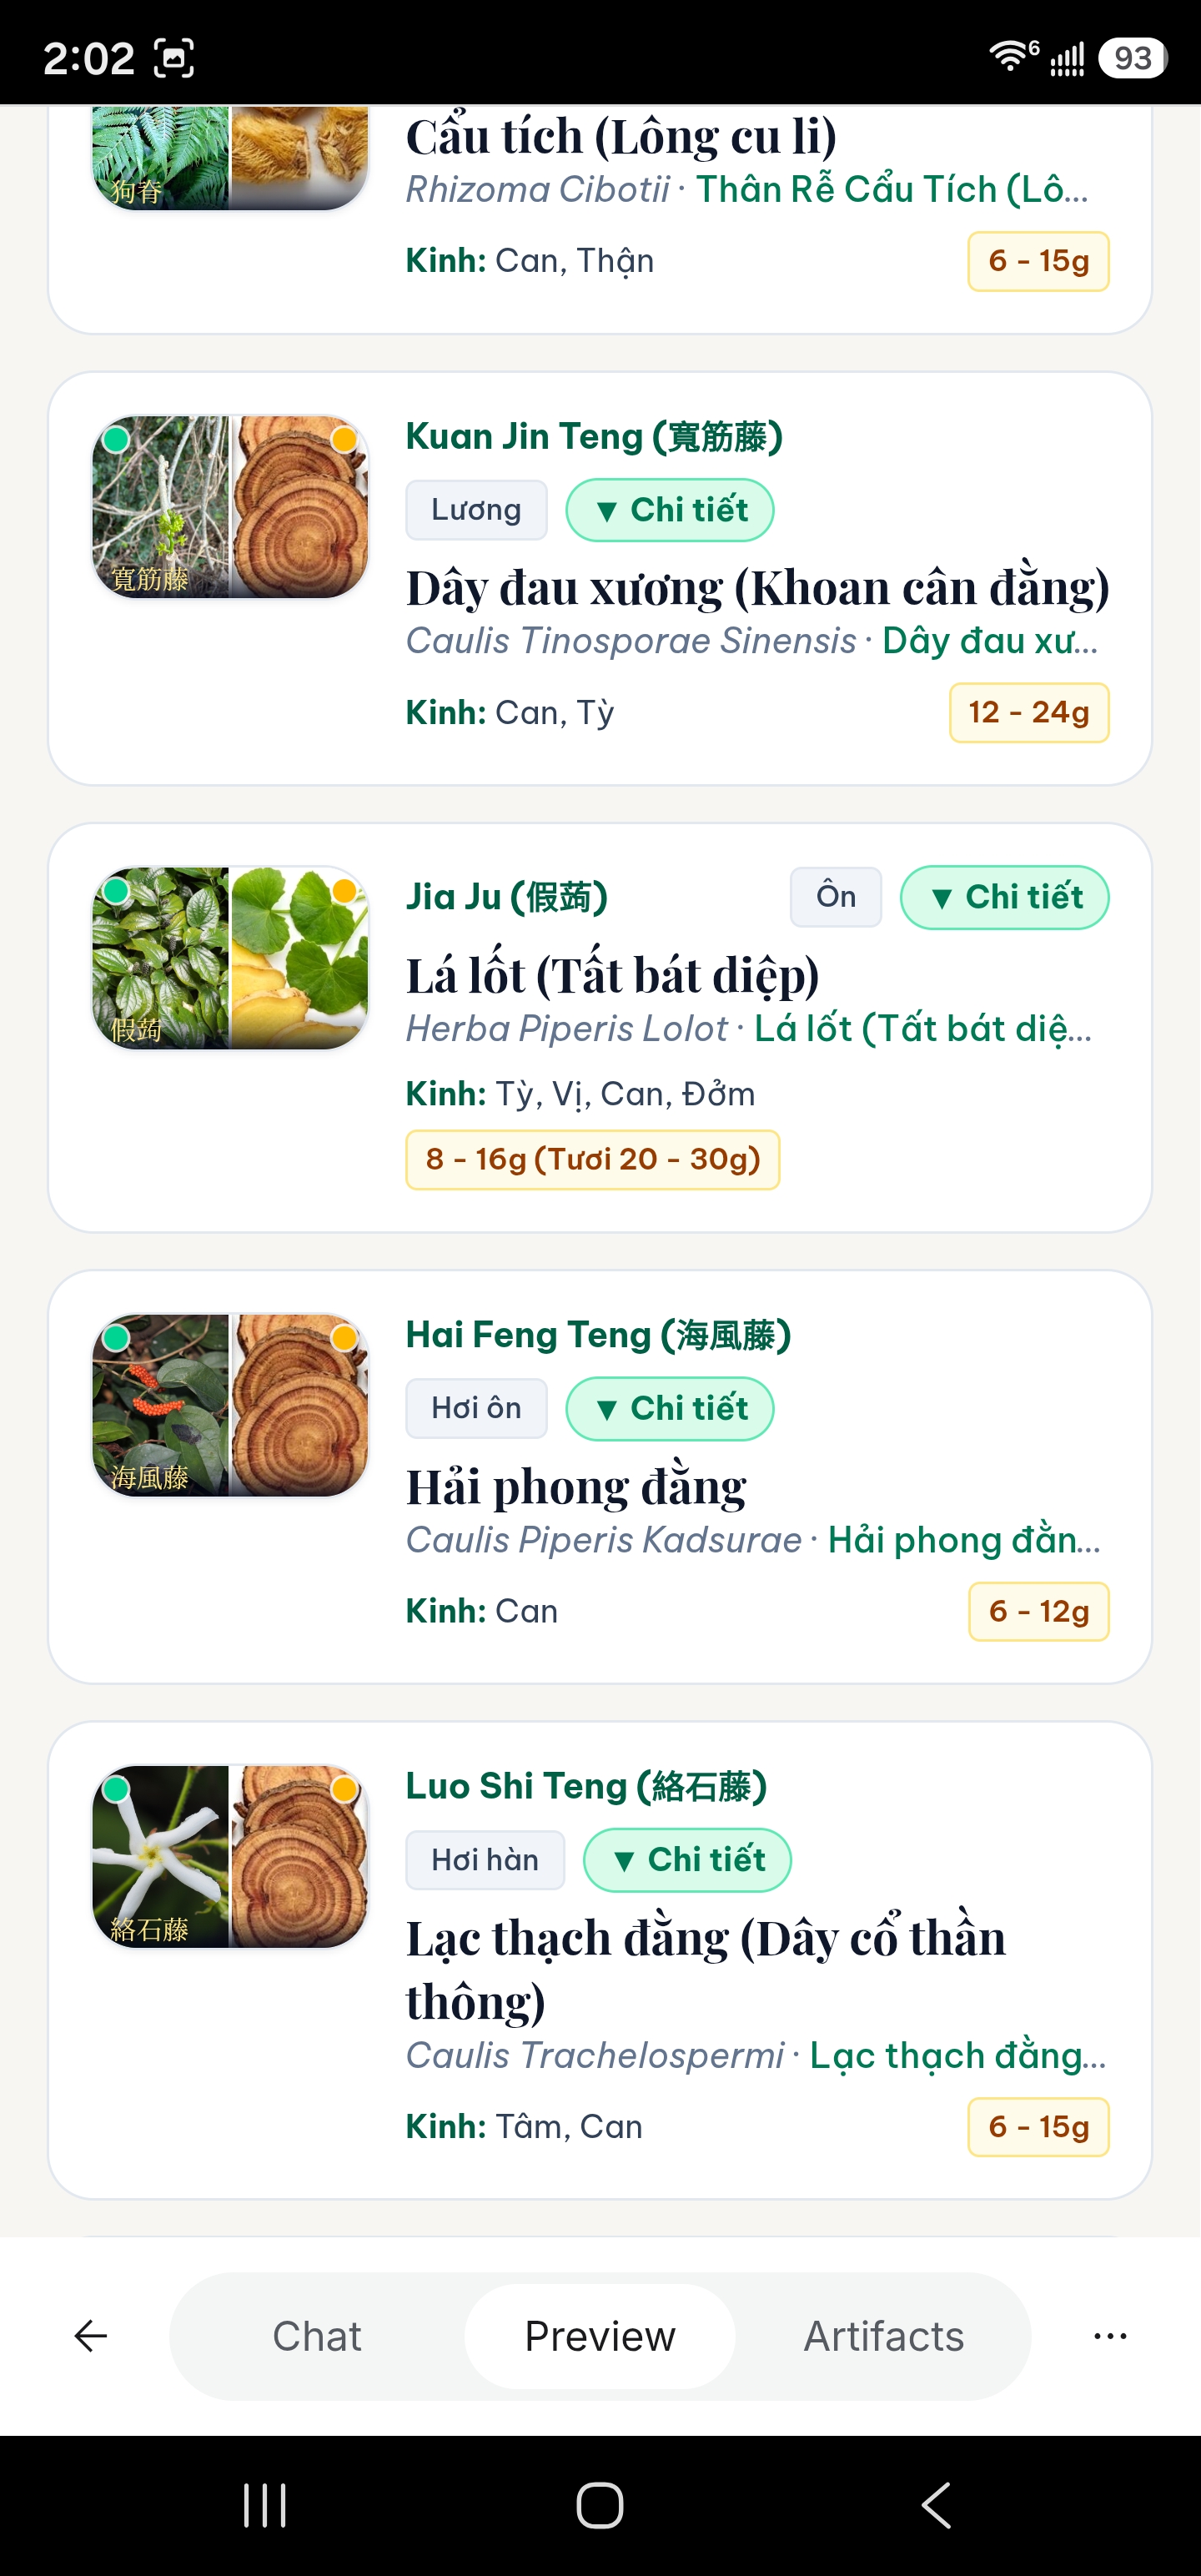 2:02
6
93
Cẩu tích (Lông cu li)
狗脊
Rhizoma Cibotii · Thân Rễ Cẩu Tích (Lô...
Kinh: Can, Thận
6 - 15g
Kuan Jin Teng (寬筋藤)
Lương
▼ Chi tiết
寬筋藤
Dây đau xương (Khoan cân đằng)
Caulis Tinosporae Sinensis · Dây đau xư...
Kinh: Can, Tỳ
12 - 24g
Jia Ju (假蒟)
Ôn
▼ Chi tiết
Lá lốt (Tất bát diệp)
假蒟
Herba Piperis Lolot · Lá lốt (Tất bát diệ...
Kinh: Tỳ, Vị, Can, Đởm
8 - 16g (Tươi 20 - 30g)
Hai Feng Teng (海風藤)
Hơi ôn
▼ Chi tiết
海風藤
Hải phong đằng
Caulis Piperis Kadsurae · Hải phong đằn...
Kinh: Can
6 - 12g
Luo Shi Teng (絡石藤)
Hơi hàn
▼ Chi tiết
絡石藤
Lạc thạch đằng (Dây cổ thần
thông)
Caulis Trachelospermi · Lạc thạch đằng...
Kinh: Tâm, Can
6 - 15g
Chat
Preview
Artifacts